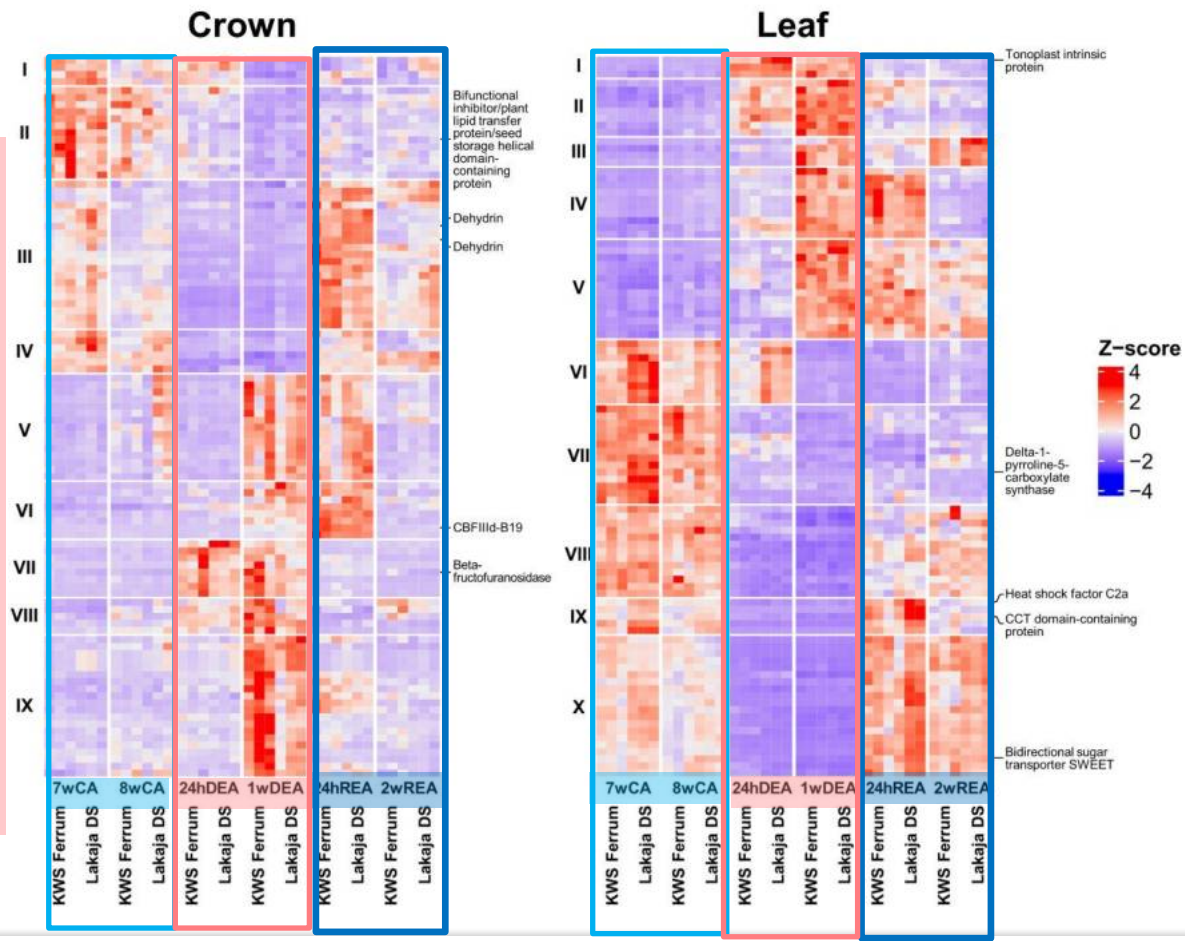 Crown
I
II
III
IV
V
VI
VII
VIII
IX
Bifunctional
inhibitor/plant
lipid transfer
protein/seed
storage helical
domain-
containing
protein
Dehydrin
Dehydrin
CBFIIId-B19
Beta-
fructofuranosidase
7wCA 8wCA 24hDEA 1wDEA 24hREA 2wREA
KWS Ferrum
Lakaja DS
KWS Ferrum
Lakaja DS
KWS Ferrum
Lakaja DS
KWS Ferrum
Lakaja DS
KWS Ferrum
Lakaja DS
KWS Ferrum
Lakaja DS
Leaf
I
II
III
IV
V
VI
VII
VIII
IX
X
Tonoplast intrinsic
protein
Delta-1-
pyrroline-5-
carboxylate
synthase
Heat shock factor C2a
CCT domain-containing
protein
Bidirectional sugar
transporter SWEET
7wCA 8wCA 24hDEA 1wDEA 24hREA 2wREA
KWS Ferrum
Lakaja DS
KWS Ferrum
Lakaja DS
KWS Ferrum
Lakaja DS
KWS Ferrum
Lakaja DS
KWS Ferrum
Lakaja DS
KWS Ferrum
Lakaja DS
Z-score
4
2
0
−2
−4